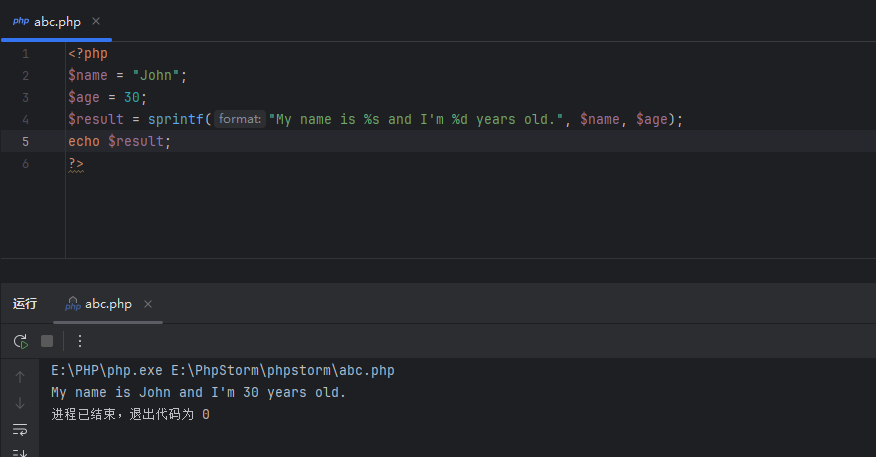 php abc.php ×
1 <?php
2 $name = "John";
3 $age = 30;
4 $result = sprintf( format: "My name is %s and I'm %d years old.", $name, $age);
5 echo $result;
6 ?>
运行 php abc.php ×
E:\PHP\php.exe E:\PhpStorm\phpstorm\abc.php
My name is John and I'm 30 years old.
进程已结束，退出代码为 0